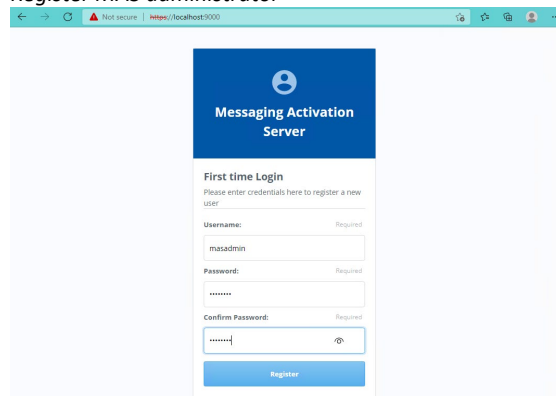 Register MAS administrator
Not secure | https://localhost:9000
Messaging Activation
Server
First time Login
Please enter credentials here to register a new
user
Username: Required
masadmin
Password: Required
••••••••
Confirm Password: Required
••••••••
Register